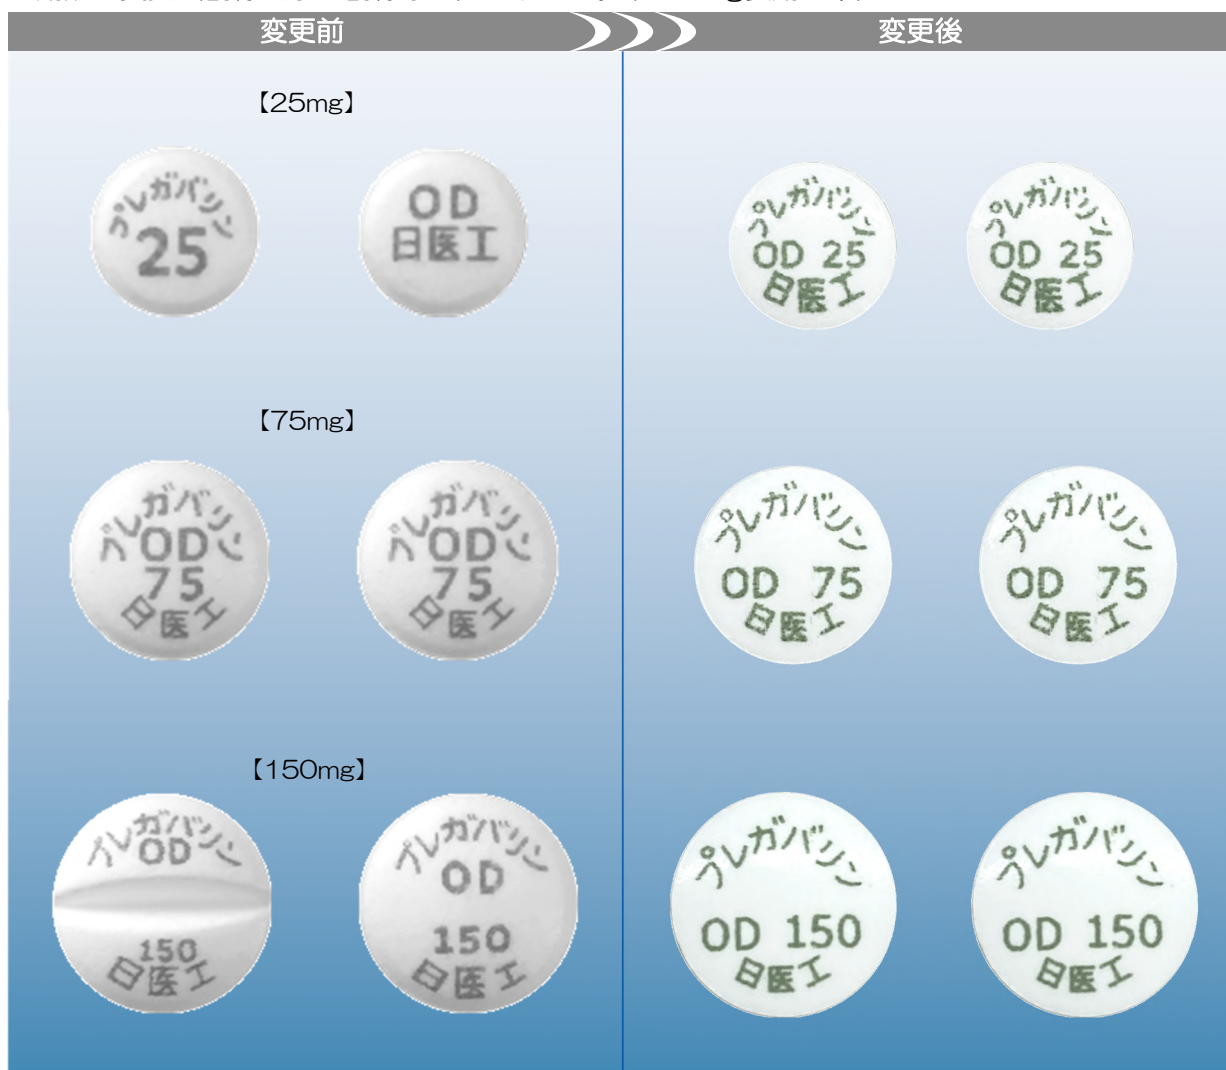 変更前
変更後
【25mg】
プレガバリン
25
OD
日医工
プレガバリン
OD 25
日医工
プレガバリン
OD 25
日医工
【75mg】
プレガバリン
OD
75
日医工
プレガバリン
OD
75
日医工
プレガバリン
OD 75
日医工
プレガバリン
OD 75
日医工
【150mg】
プレガバリン
OD
150
日医工
プレガバリン
OD
150
日医工
プレガバリン
OD 150
日医工
プレガバリン
OD 150
日医工